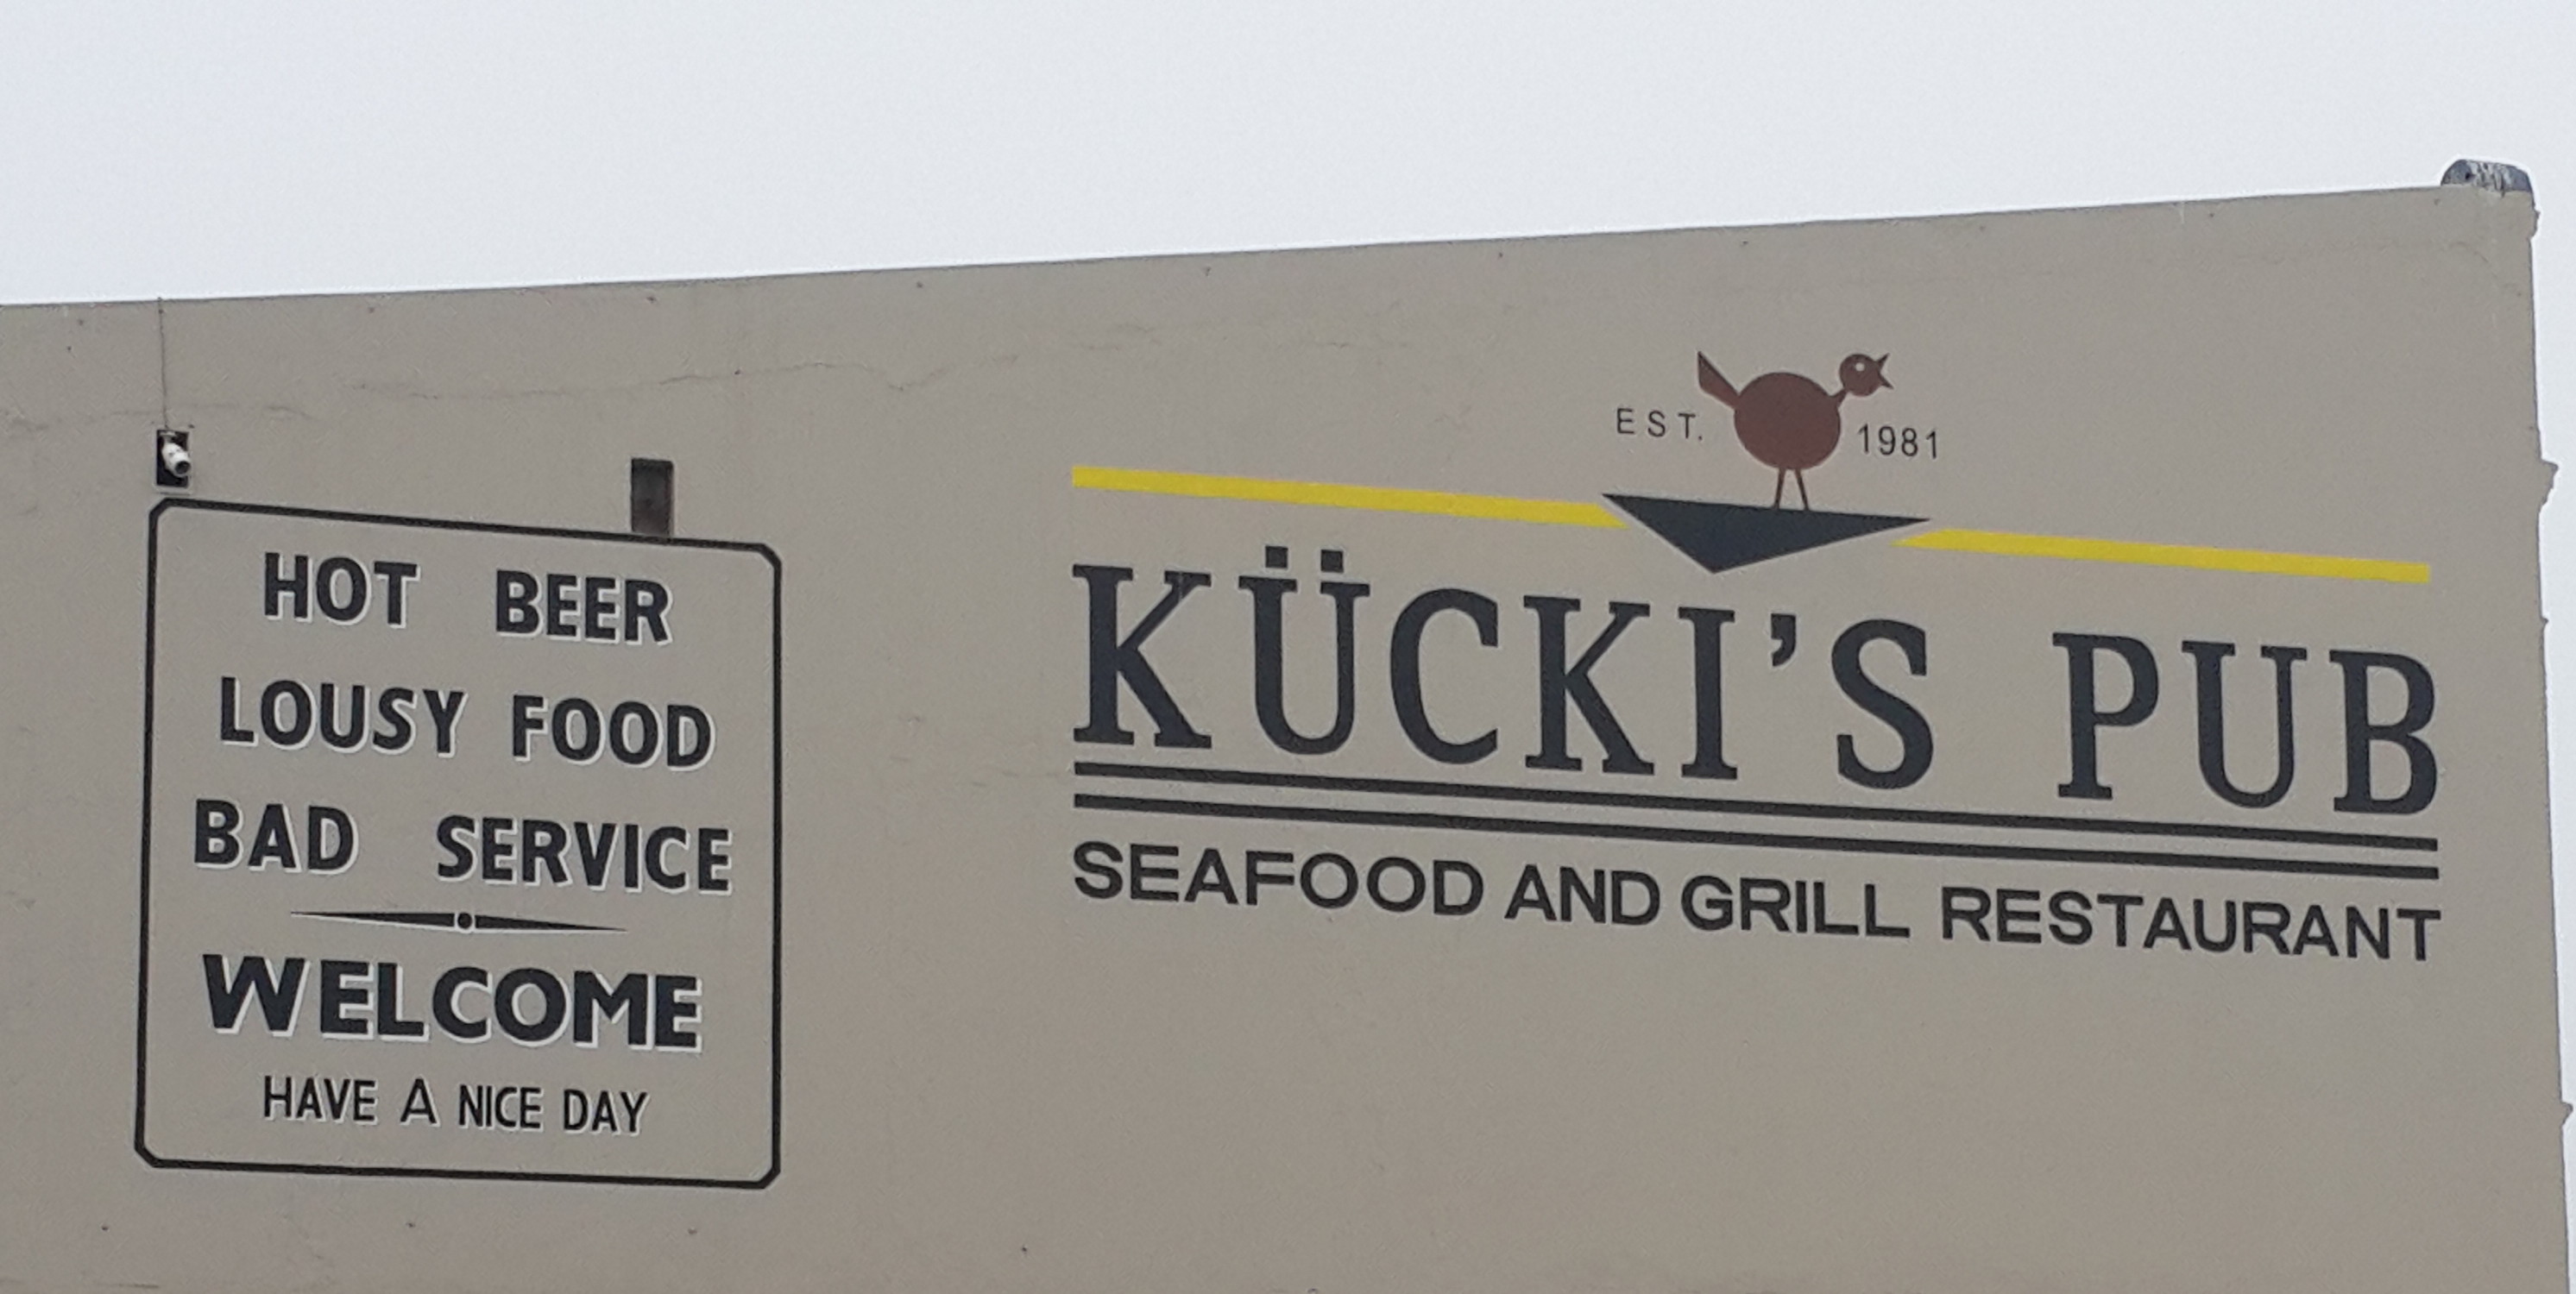 HOT BEER
LOUSY FOOD
BAD SERVICE
WELCOME
HAVE A NICE DAY
EST. 1981
KÜCKI'S PUB
SEAFOOD AND GRILL RESTAURANT